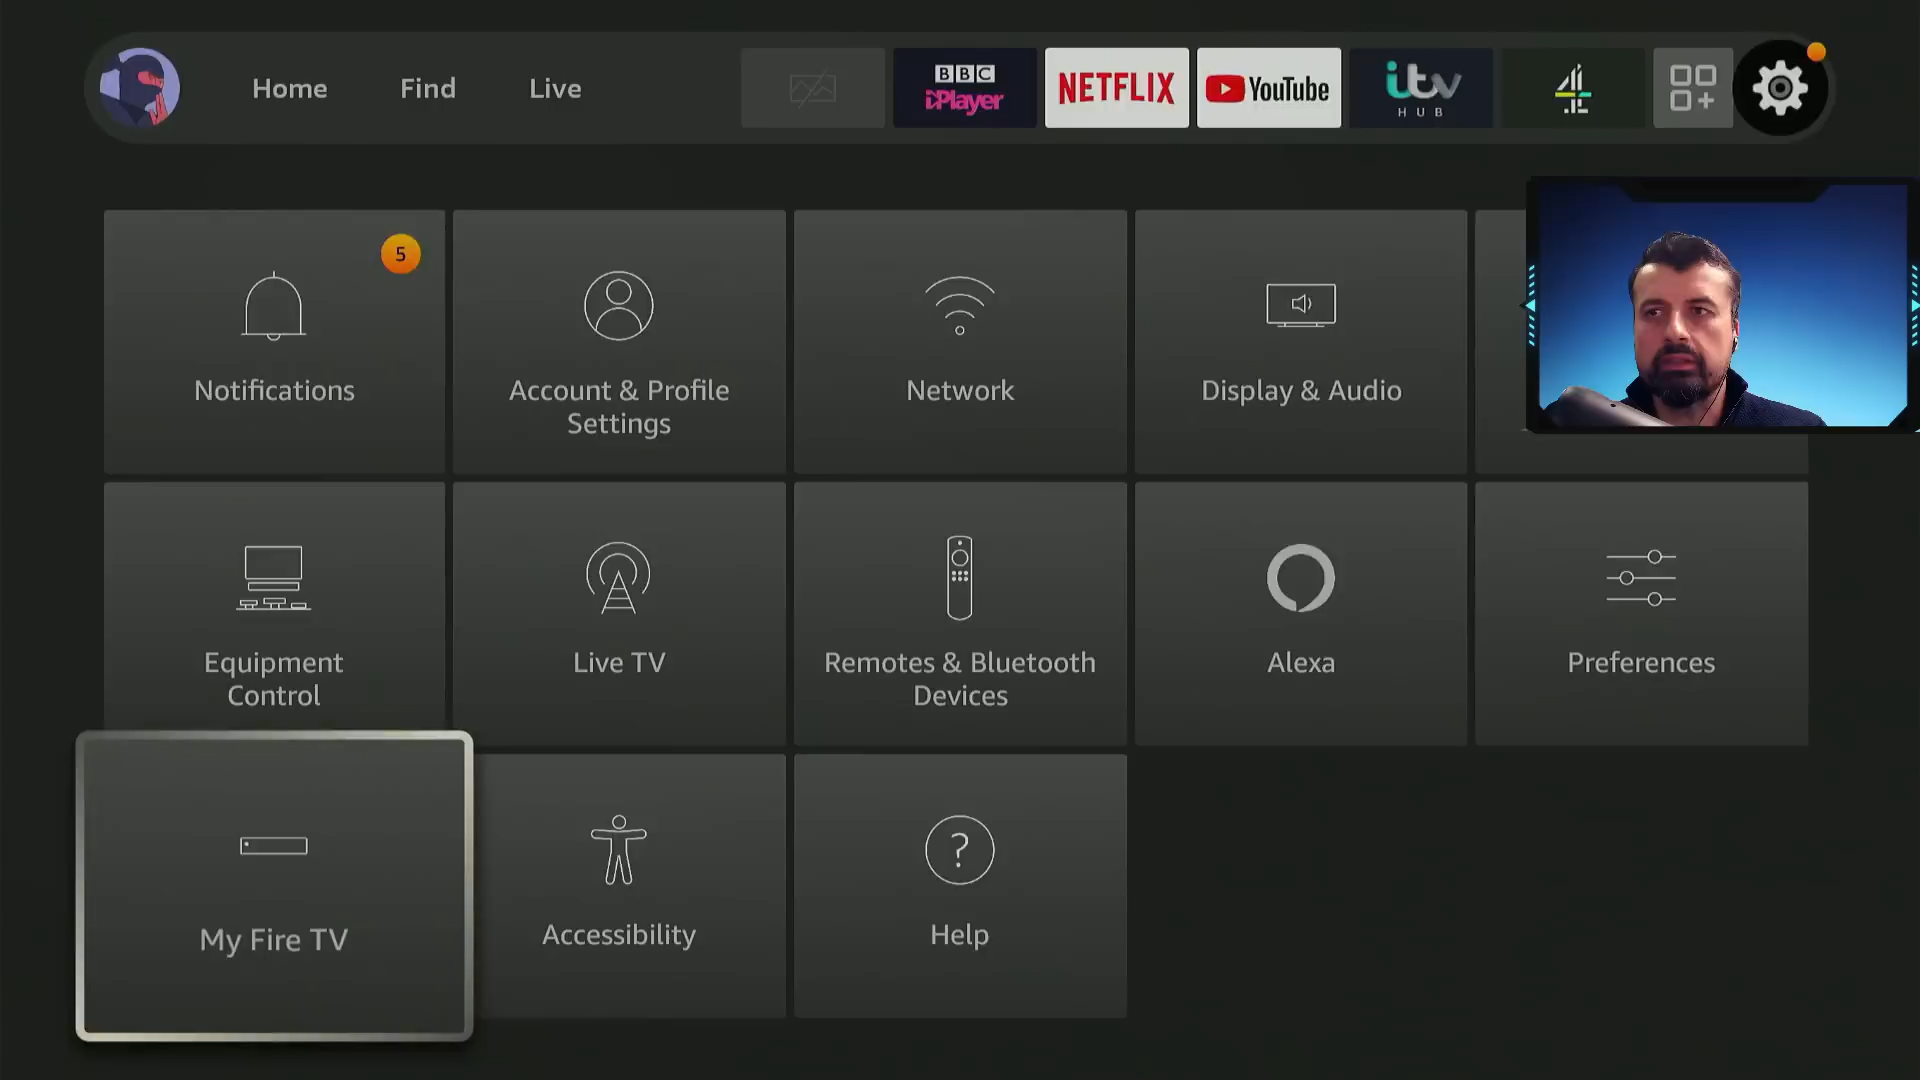 Home
Find
Live
BBC
iPlayer
NETFLIX
YouTube
itv
HUB
4
5
Notifications
Account & Profile
Settings
Network
Display & Audio
Equipment
Control
Live TV
Remotes & Bluetooth
Devices
Alexa
Preferences
My Fire TV
Accessibility
?
Help